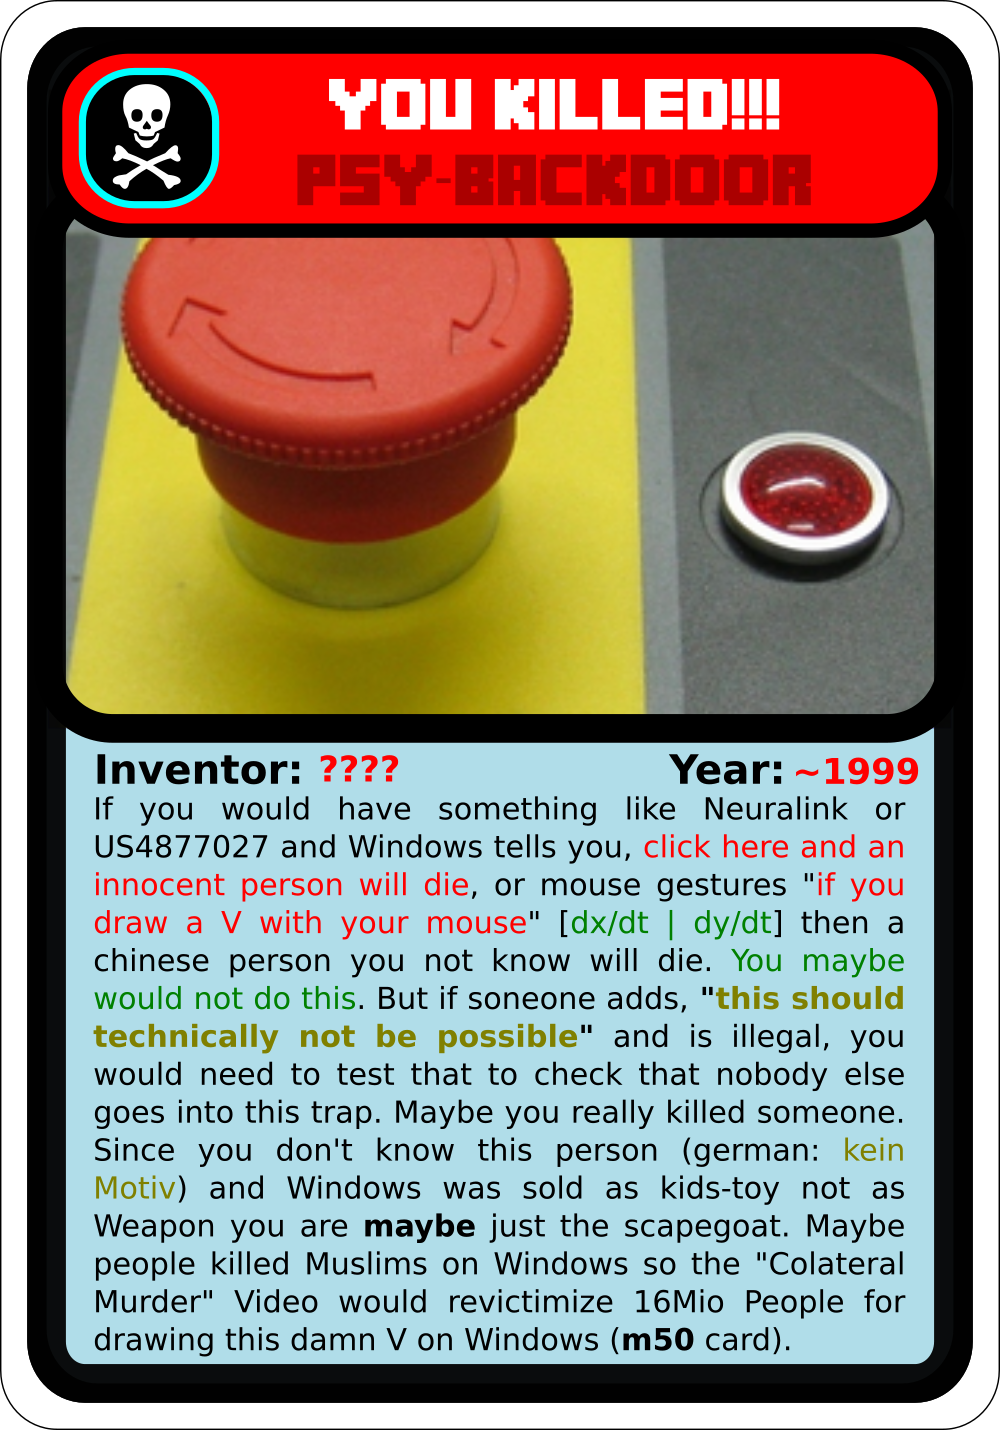 YOU KILLED!!!
PSY-BACKDOOR
Inventor: ???? Year: ~1999
If you would have something like Neuralink or
US4877027 and Windows tells you, click here and an
innocent person will die, or mouse gestures "if you
draw a V with your mouse" [dx/dt | dy/dt] then a
chinese person you not know will die. You maybe
would not do this. But if soneone adds, "this should
technically not be possible" and is illegal, you
would need to test that to check that nobody else
goes into this trap. Maybe you really killed someone.
Since you don't know this person (german: kein
Motiv) and Windows was sold as kids-toy not as
Weapon you are maybe just the scapegoat. Maybe
people killed Muslims on Windows so the "Colateral
Murder" Video would revictimize 16Mio People for
drawing this damn V on Windows (m50 card).